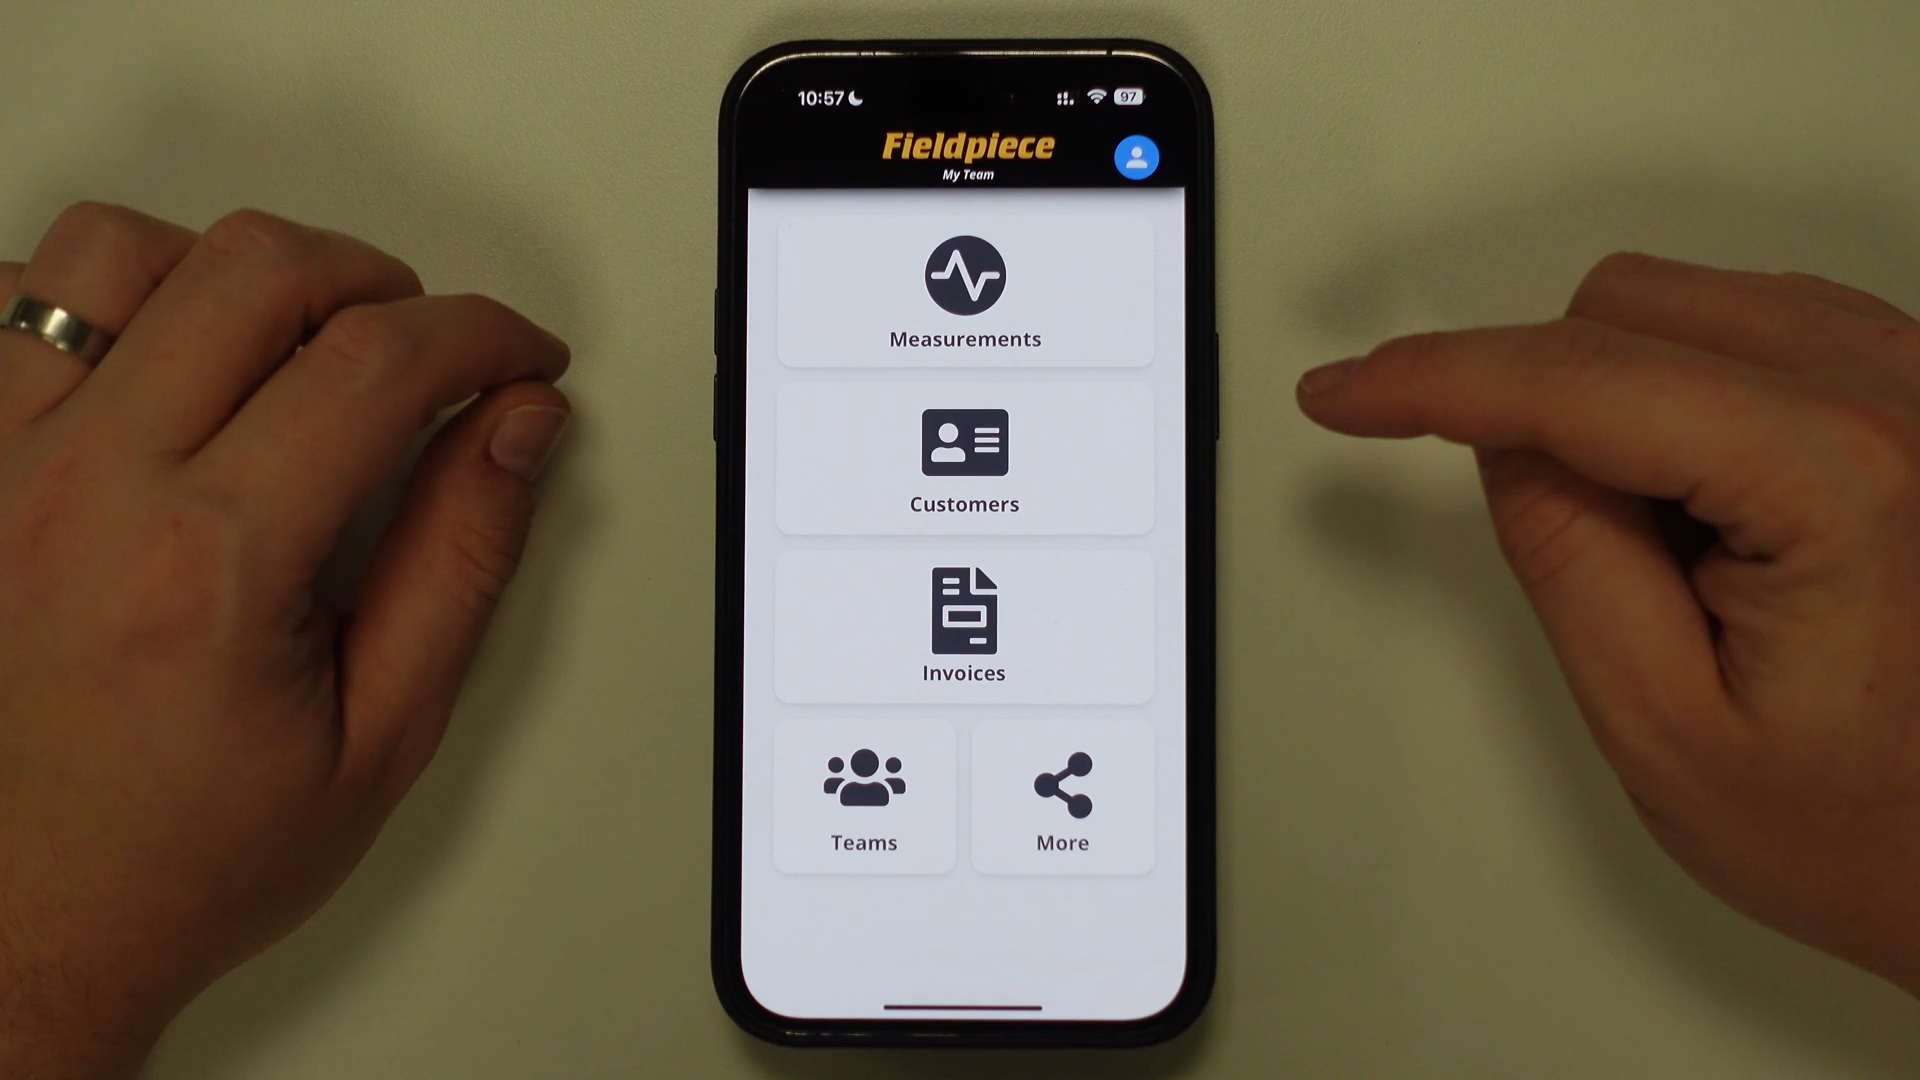 10:57
97
Fieldpiece
My Team
Measurements
Customers
Invoices
Teams
More